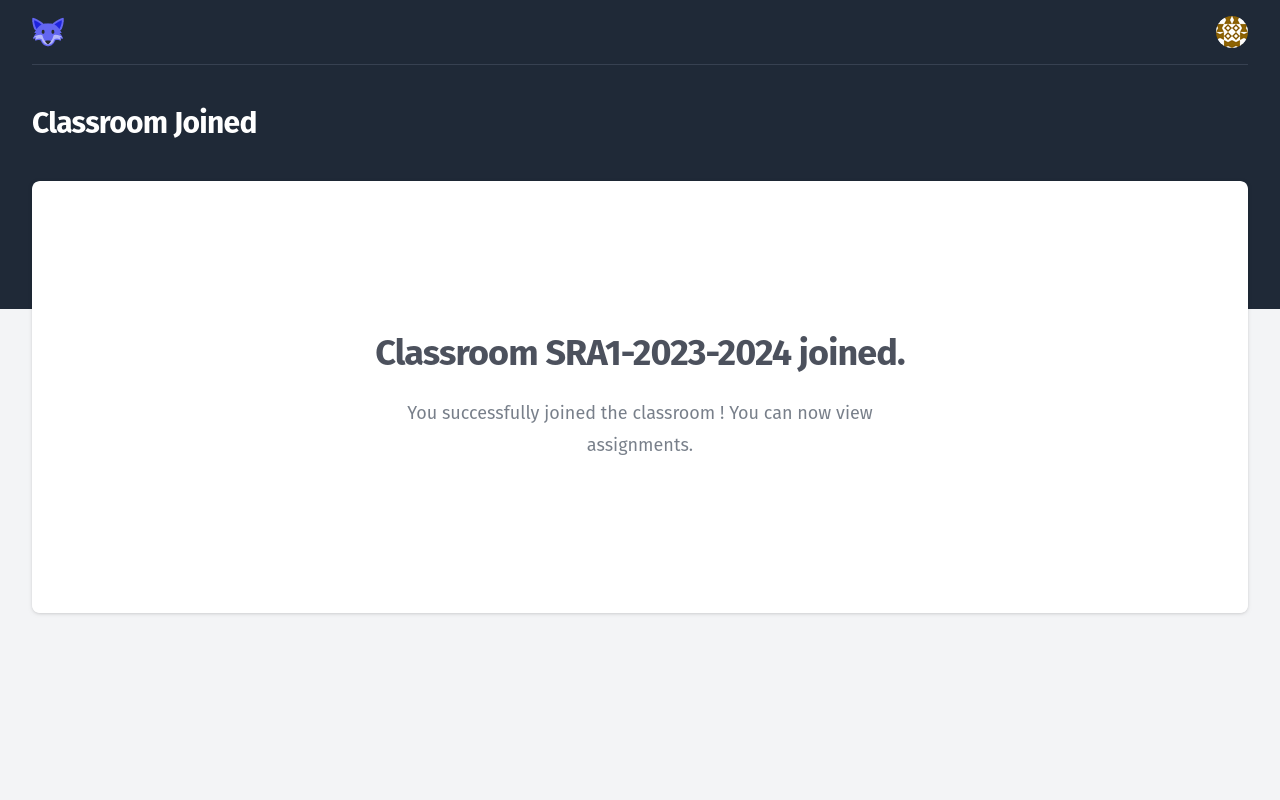 Classroom Joined
Classroom SRA1-2023-2024 joined.
You successfully joined the classroom ! You can now view
assignments.